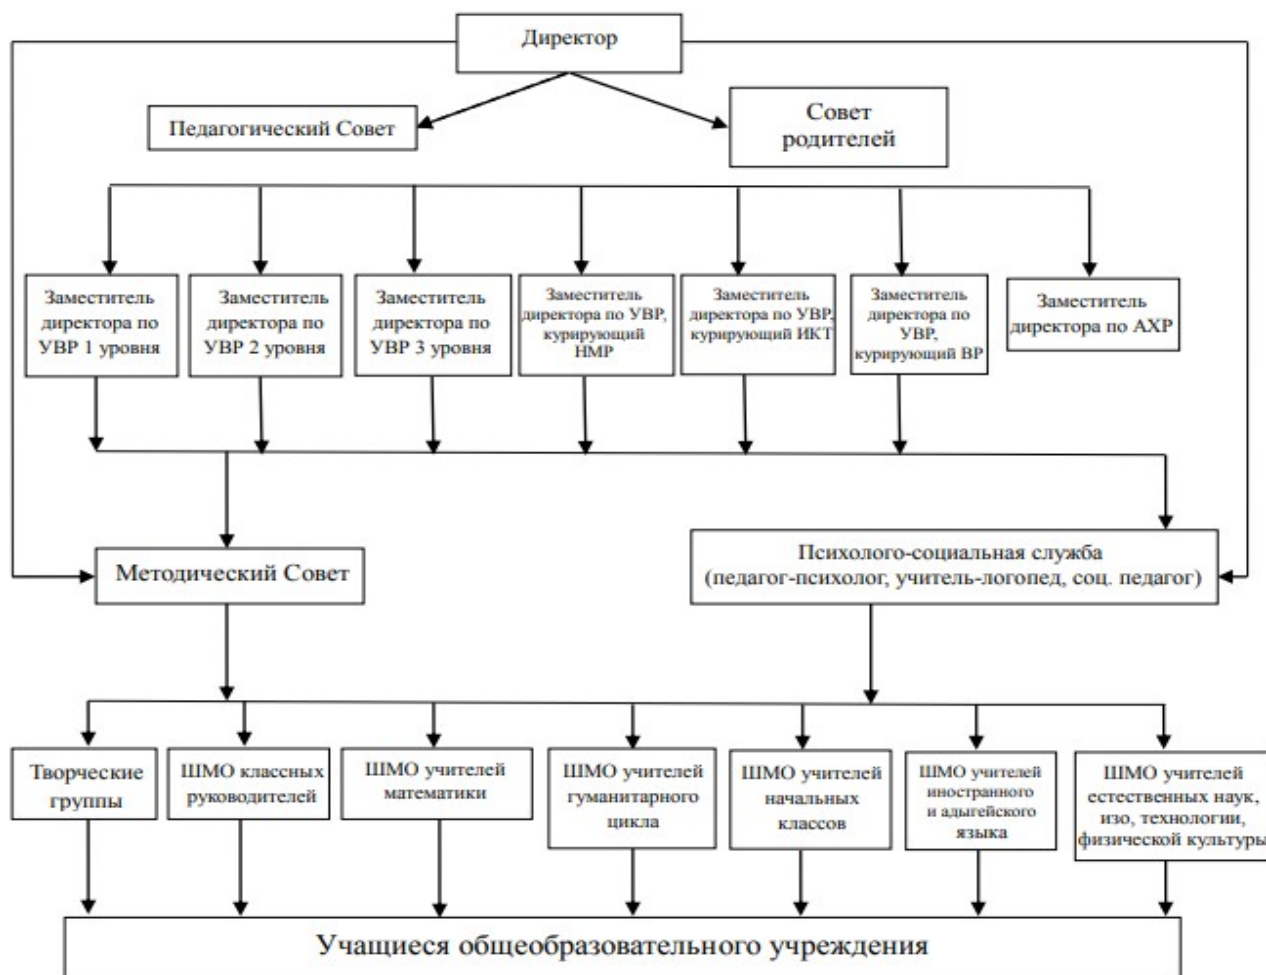 Директор
Педагогический Совет
Совет
родителей
Заместитель
директора по
УВР 1 уровня
Заместитель
директора по
УВР 2 уровня
Заместитель
директора по
УВР 3 уровня
Заместитель
директора по УВР,
курирующий
НМР
Заместитель
директора по УВР,
курирующий ИКТ
Заместитель
директора по
УВР,
курирующий ВР
Заместитель
директора по АХР
Методический Совет
Психолого-социальная служба
(педагог-психолог, учитель-логопед, соц. педагог)
Творческие
группы
ШМО классных
руководителей
ШМО учителей
математики
ШМО учителей
гуманитарного
цикла
ШМО учителей
начальных
классов
ШМО учителей
иностранного
и адыгейского
языка
ШМО учителей
естественных наук,
изо, технологии,
физической культуры
Учащиеся общеобразовательного учреждения